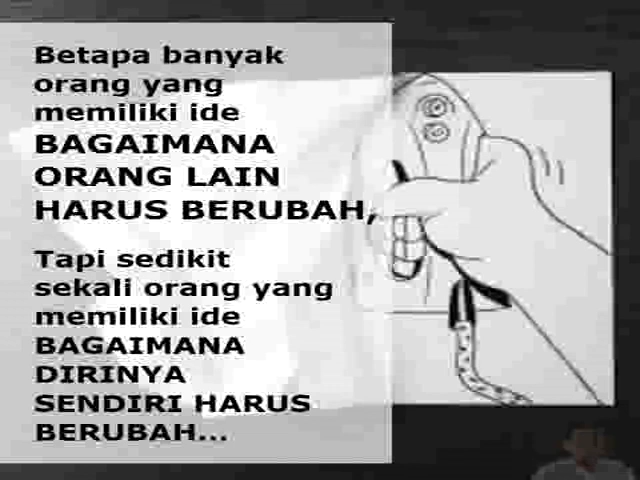 Betapa banyak
orang yang
memiliki ide
BAGAIMANA
ORANG LAIN
HARUS BERUBAH,
Tapi sedikit
sekali orang yang
memiliki ide
BAGAIMANA
DIRINYA
SENDIRI HARUS
BERUBAH...